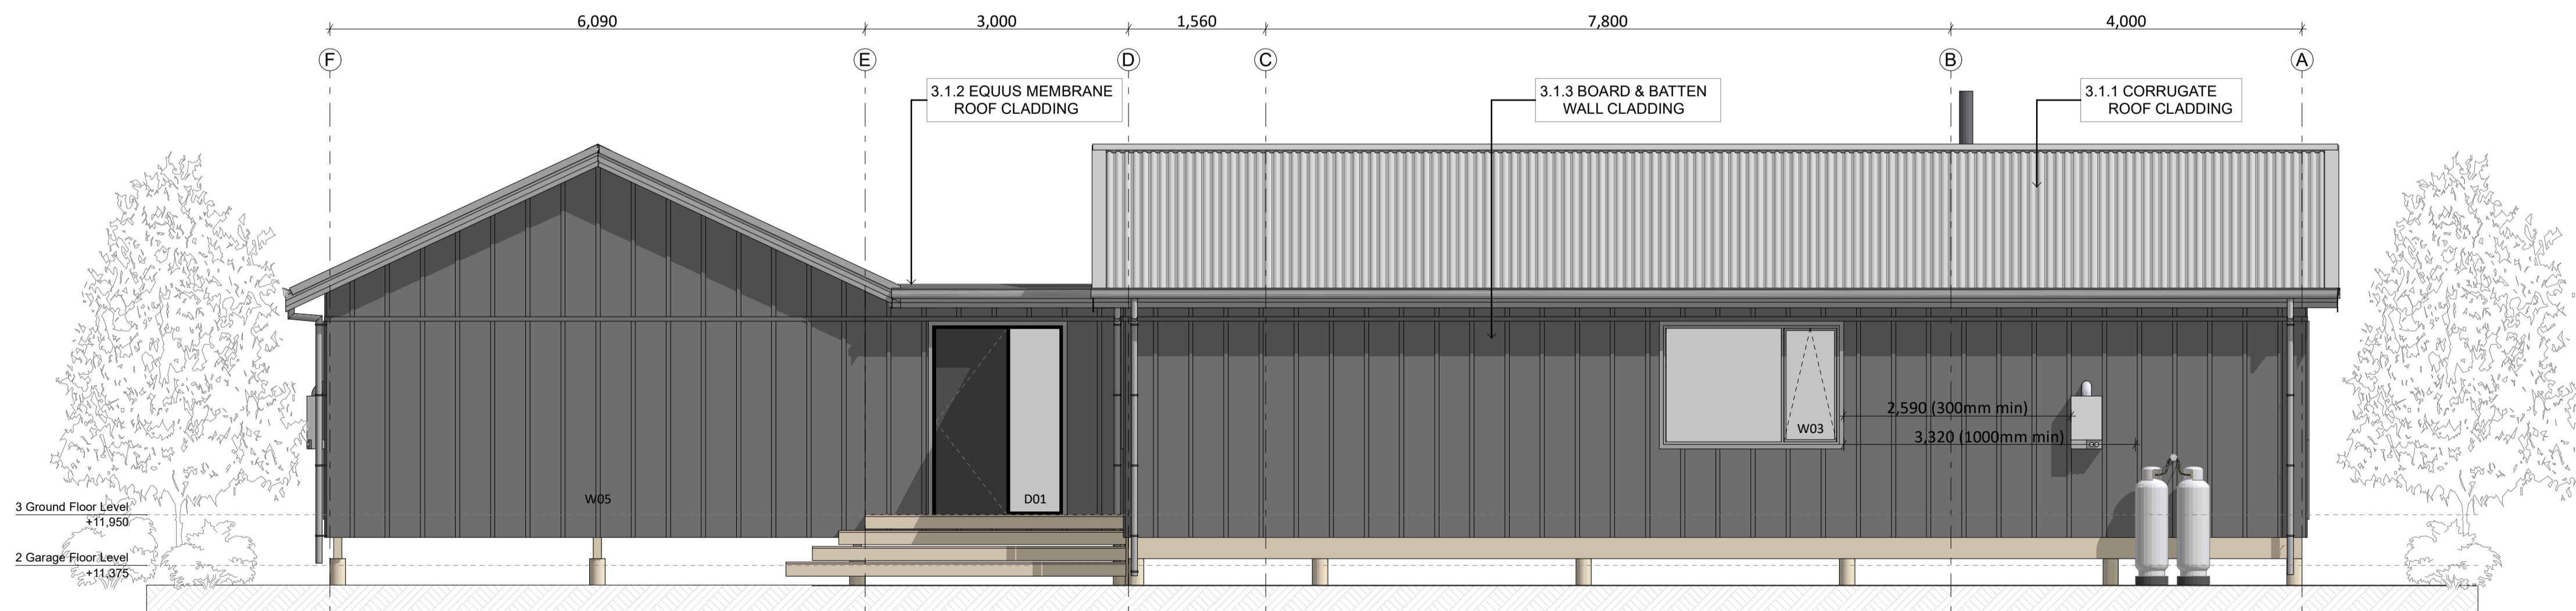 6,090
3,000
1,560
7,800
4,000
F
E
D
C
B
A
3.1.2 EQUUS MEMBRANE
ROOF CLADDING
3.1.3 BOARD & BATTEN
WALL CLADDING
3.1.1 CORRUGATE
ROOF CLADDING
2,590 (300mm min)
W03
3,320 (1000mm min)
W05
D01
3 Ground Floor Level
+11,950
2 Garage Floor Level
+11,375